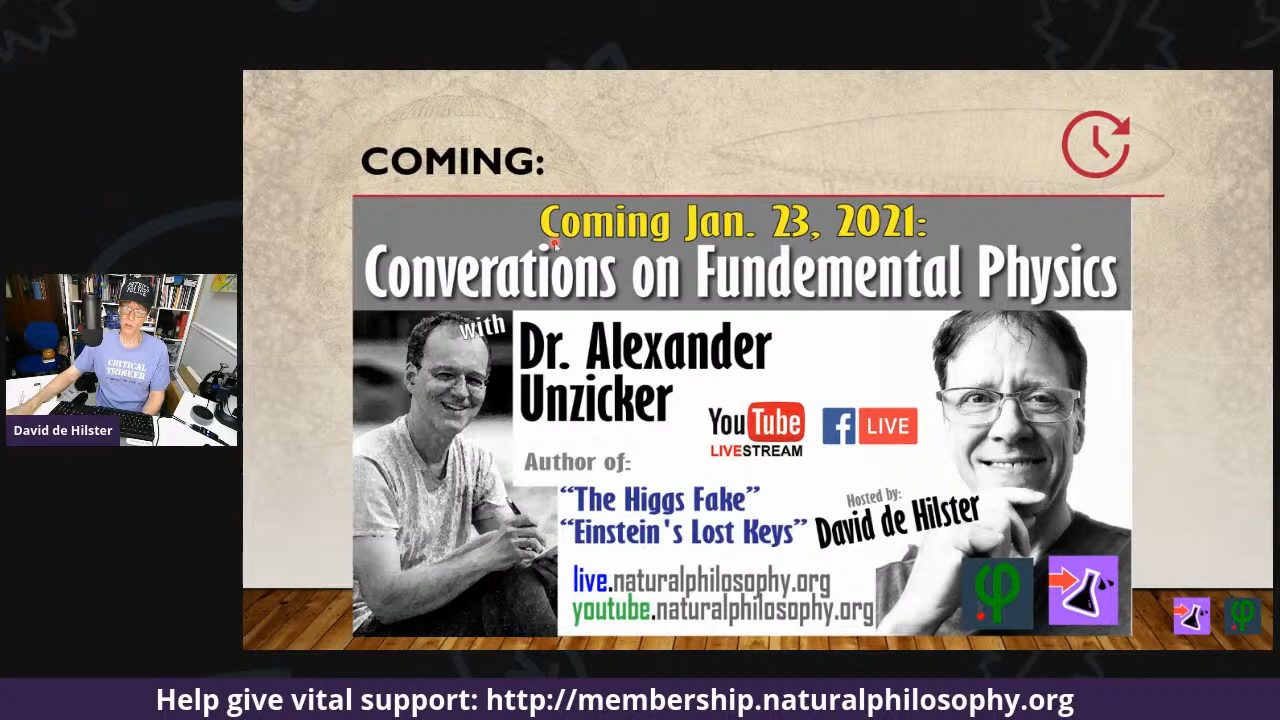 COMING:
Coming Jan. 23, 2021:
Converations on Fundemental Physics
with
Dr. Alexander
Unzicker
YouTube
LIVESTREAM
f LIVE
Author of:
"The Higgs Fake"
"Einstein's Lost Keys"
Hosted by:
David de Hilster
live.naturalphilosophy.org
youtube.naturalphilosophy.org
CRITICAL
THINKER
David de Hilster
Help give vital support: http://membership.naturalphilosophy.org